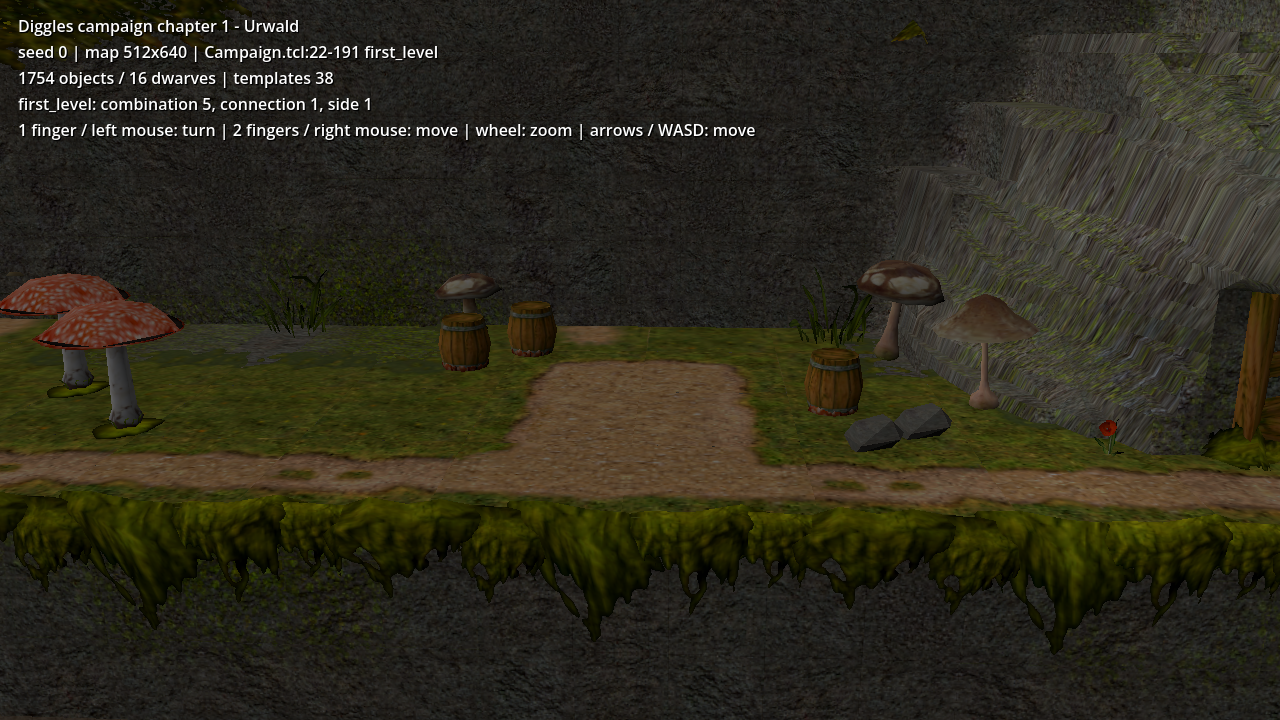 Diggles campaign chapter 1 - Urwald
seed 0 | map 512x640 | Campaign.tcl:22-191 first_level
1754 objects / 16 dwarves | templates 38
first_level: combination 5, connection 1, side 1
1 finger / left mouse: turn | 2 fingers / right mouse: move | wheel: zoom | arrows / WASD: move